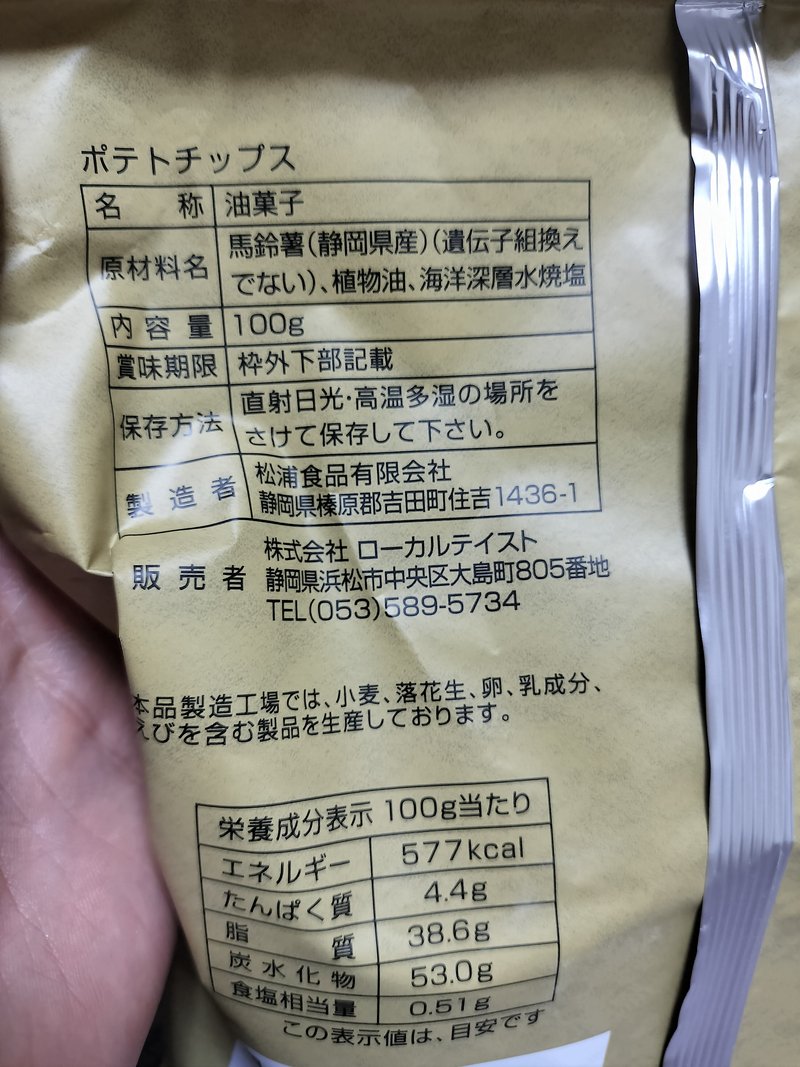 ポテトチップス
名 称 油菓子
原材料名 馬鈴薯(静岡県産)(遺伝子組換え
でない)、植物油、海洋深層水焼塩
内容量 100g
賞味期限 枠外下部記載
保存方法 直射日光・高温多湿の場所を
さけて保存して下さい。
製造者 松浦食品有限会社
静岡県榛原郡吉田町住吉1436-1
販売者 株式会社 ローカルテイスト
静岡県浜松市中央区大島町805番地
TEL(053)589-5734
本品製造工場では、小麦、落花生、卵、乳成分、
えびを含む製品を生産しております。
栄養成分表示 100g当たり
エネルギー 577kcal
たんぱく質 4.4g
脂質 38.6g
炭水化物 53.0g
食塩相当量 0.51g
この表示値は、目安です